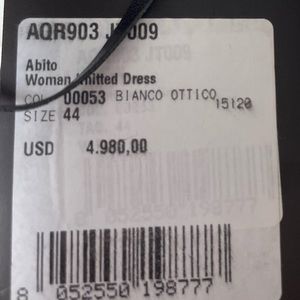 AQR903 JT009
Abito
Woman Knitted Dress
COL 00053 BIANCO OTTICO 15120
SIZE 44
USD 4.980,00
8 052550 198777